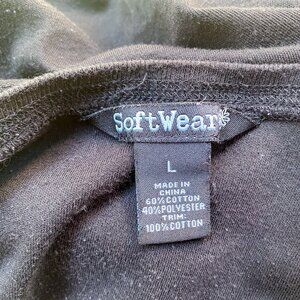 SoftWear
L
MADE IN
CHINA
60%COTTON
40%POLYESTER
TRIM:
100%COTTON